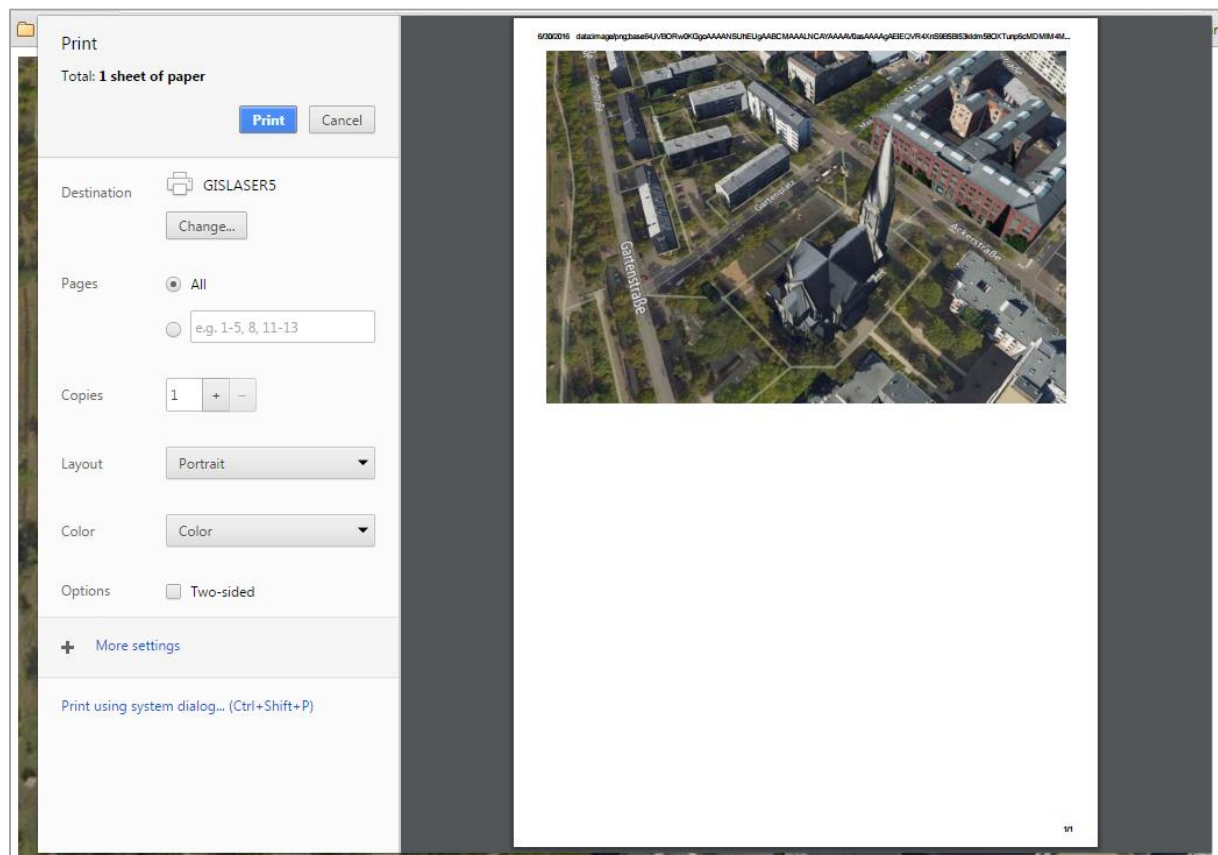 Print
Total: 1 sheet of paper
Print Cancel
Destination GISLASER5
Change...
Pages All
e.g. 1-5, 8, 11-13
Copies 1 + -
Layout Portrait
Color Color
Options Two-sided
+ More settings
Print using system dialog... (Ctrl+Shift+P)
6/30/2016
Gartenplatz
Ackerstraße
Gartenstraße
1/1